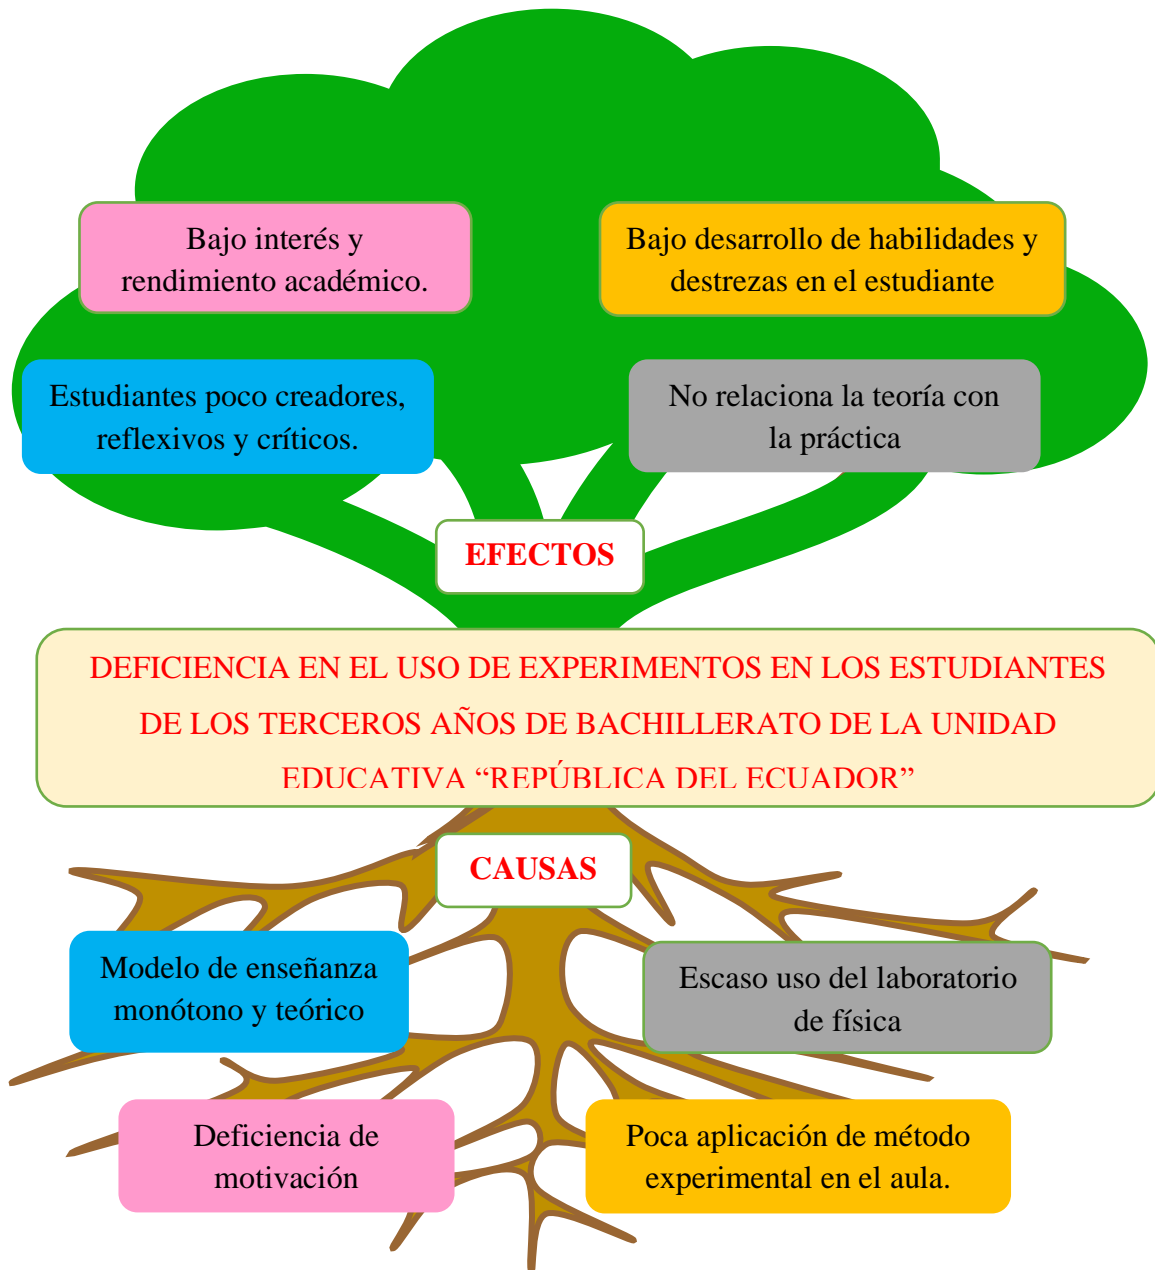 Bajo interés y
rendimiento académico.
Bajo desarrollo de habilidades y
destrezas en el estudiante
Estudiantes poco creadores,
reflexivos y críticos.
No relaciona la teoría con
la práctica
EFECTOS
DEFICIENCIA EN EL USO DE EXPERIMENTOS EN LOS ESTUDIANTES
DE LOS TERCEROS AÑOS DE BACHILLERATO DE LA UNIDAD
EDUCATIVA “REPÚBLICA DEL ECUADOR”
CAUSAS
Modelo de enseñanza
monótono y teórico
Escaso uso del laboratorio
de física
Deficiencia de
motivación
Poca aplicación de método
experimental en el aula.